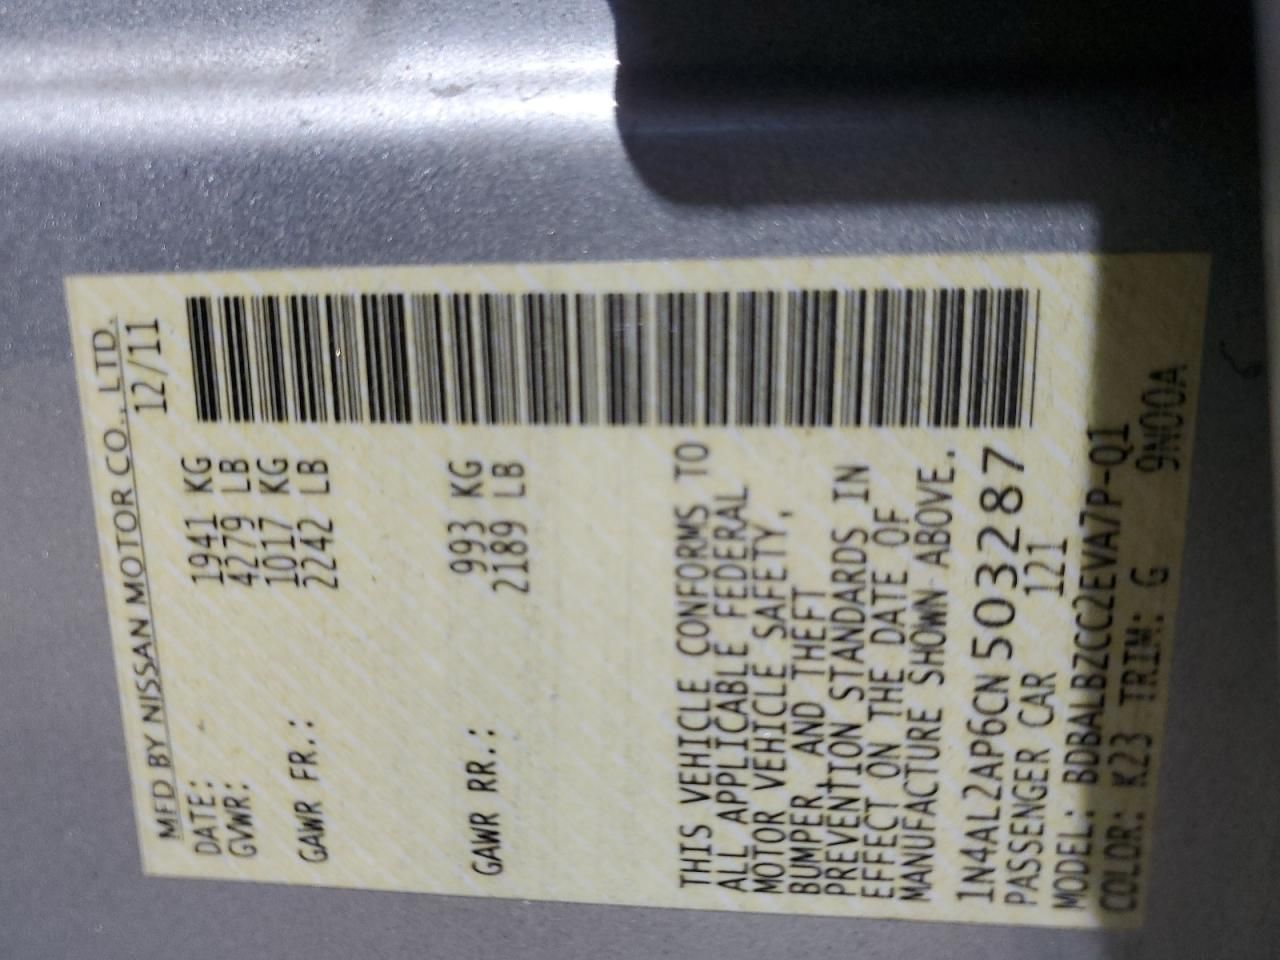 MFD BY NISSAN MOTOR CO., LTD.
DATE: 12/11
GVWR: 1941 KG
4279 LB
GAWR FR.: 1017 KG
2242 LB
GAWR RR.: 993 KG
2189 LB
THIS VEHICLE CONFORMS TO
ALL APPLICABLE FEDERAL
MOTOR VEHICLE SAFETY,
BUMPER, AND THEFT
PREVENTION STANDARDS IN
EFFECT ON THE DATE OF
MANUFACTURE SHOWN ABOVE.
1N4AL2AP6CN503287
PASSENGER CAR 121
MODEL: BDBALBZCC2EVA7P-Q1
COLOR: K23 TRIM: G 9N00A